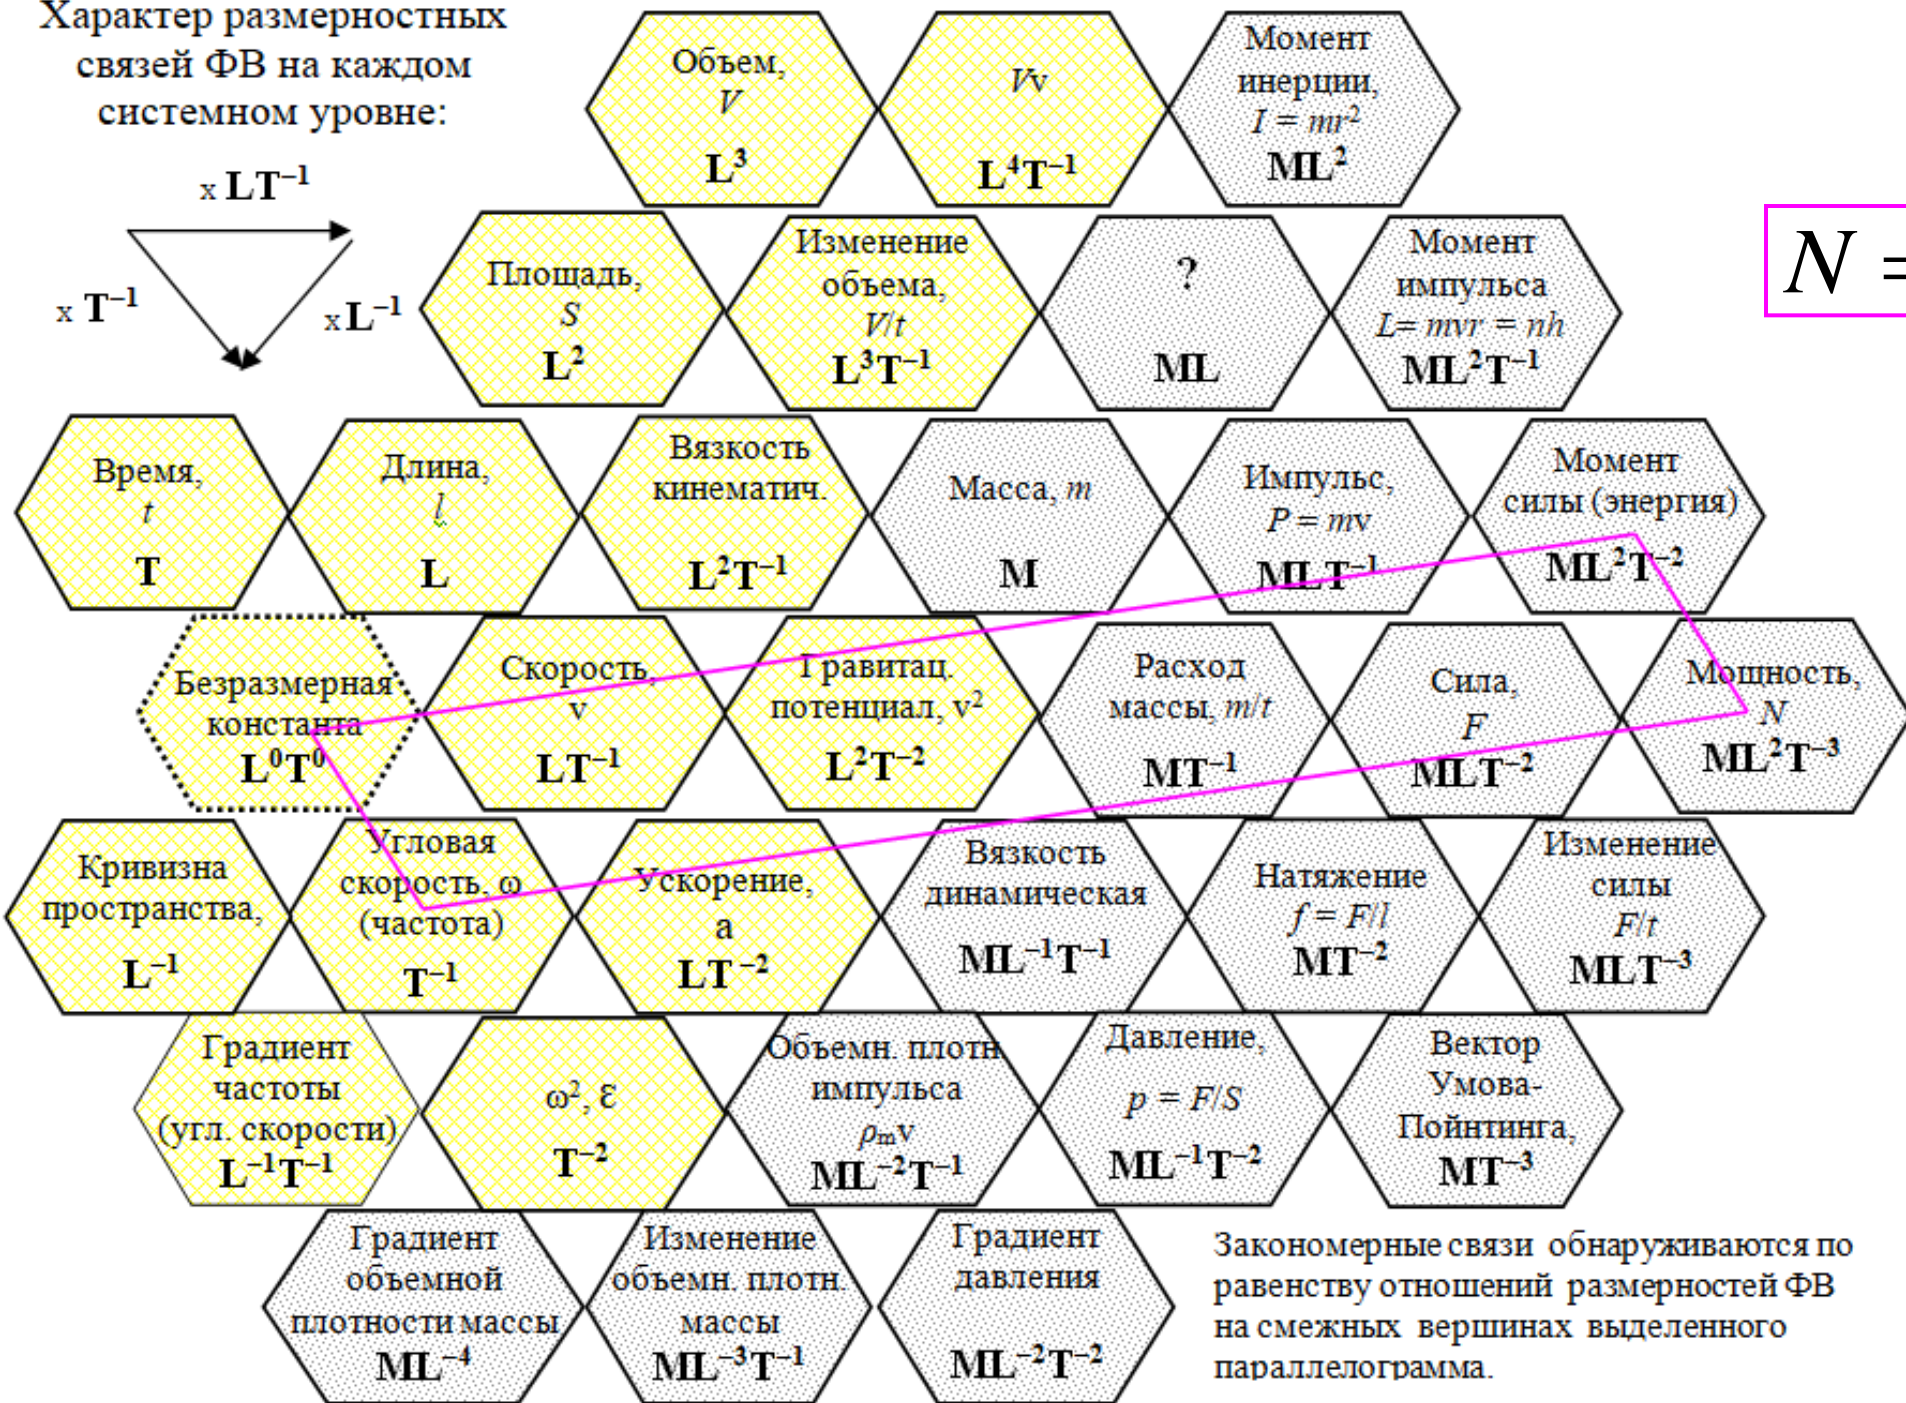 Характер размерностных
связей ФВ на каждом
системном уровне:
x LT⁻¹
x T⁻¹
x L⁻¹
Объем,
V
L³
Vv
L⁴T⁻¹
Момент
инерции,
I = mr²
ML²
N =
Площадь,
S
L²
Изменение
объема,
V/t
L³T⁻¹
?
ML
Момент
импульса
L= mvr = nh
ML²T⁻¹
Время,
t
T
Длина,
l
L
Вязкость
кинематич.
L²T⁻¹
Масса, m
M
Импульс,
P = mv
MLT⁻¹
Момент
силы (энергия)
ML²T⁻²
Безразмерная
константа
L⁰T⁰
Скорость,
v
LT⁻¹
Гравитац.
потенциал, v²
L²T⁻²
Расход
массы, m/t
MT⁻¹
Сила,
F
MLT⁻²
Мощность,
N
ML²T⁻³
Кривизна
пространства,
L⁻¹
Угловая
скорость, ω
(частота)
T⁻¹
Ускорение,
а
LT⁻²
Вязкость
динамическая
ML⁻¹T⁻¹
Натяжение
f = F/l
MT⁻²
Изменение
силы
F/t
MLT⁻³
Градиент
частоты
(угл. скорости)
L⁻¹T⁻¹
ω², Ɛ
T⁻²
Объемн. плотн
импульса
ρₘv
ML⁻²T⁻¹
Давление,
p = F/S
ML⁻¹T⁻²
Вектор
Умова-
Пойнтинга,
MT⁻³
Градиент
объемной
плотности массы
ML⁻⁴
Изменение
объемн. плотн.
массы
ML⁻³T⁻¹
Градиент
давления
ML⁻²T⁻²
Закономерные связи обнаруживаются по
равенству отношений размерностей ФВ
на смежных вершинах выделенного
параллелограмма.